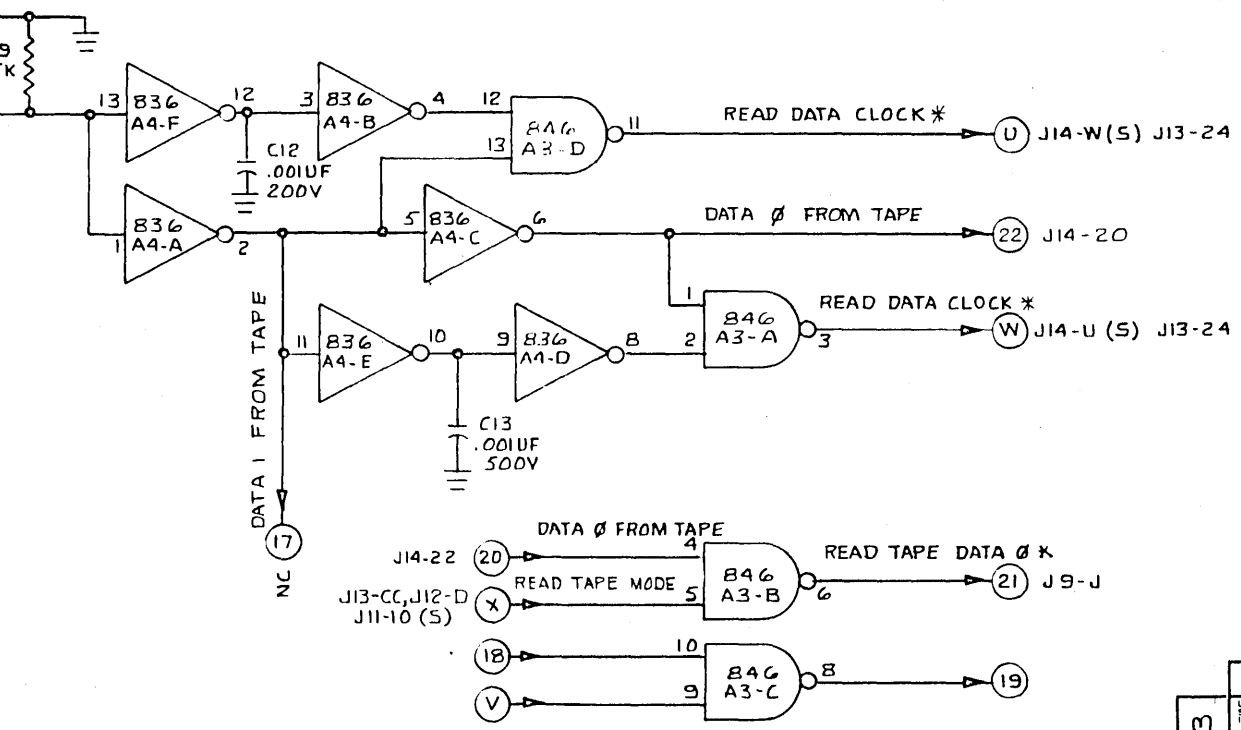 9
K
13 836 12 3 836 4 12
A4-F A4-B
846 11 READ DATA CLOCK * U J14-W(S) J13-24
13 A3-D
C12
.001UF
200V
1 836 2 5 836 6 DATA Ø FROM TAPE 22 J14-20
A4-A A4-C
DATA 1 FROM TAPE
1 846 3 READ DATA CLOCK * W J14-U (S) J13-24
2 A3-A
11 836 10 9 836 8
A4-E A4-D
C13
.001UF
500V
17
NC
DATA Ø FROM TAPE
J14-22 20 4
READ TAPE MODE
J13-CC,J12-D X 5
J11-10 (S)
846 6 READ TAPE DATA Ø * 21 J9-J
A3-B
18 10
V 9
846 8 19
A3-C
3